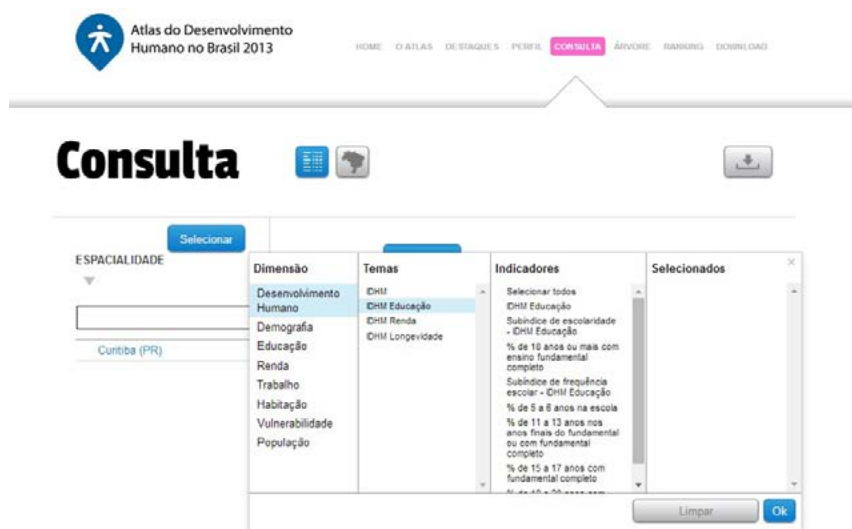 Atlas do Desenvolvimento
Humano no Brasil 2013
HOME O ATLAS DESTAQUES PERFIL CONSULTA ÁRVORE RANKING DOWNLOAD
Consulta
Selecionar
ESPACIALIDADE
Curitiba (PR)
Dimensão
Desenvolvimento
Humano
Demografia
Educação
Renda
Trabalho
Habitação
Vulnerabilidade
População
Temas
IDHM
IDHM Educação
IDHM Renda
IDHM Longevidade
Indicadores
Selecionar todos
IDHM Educação
Subíndice de escolaridade
- IDHM Educação
% de 18 anos ou mais com
ensino fundamental
completo
Subíndice de frequência
escolar - IDHM Educação
% de 5 a 6 anos na escola
% de 11 a 13 anos nos
anos finais do fundamental
ou com fundamental
completo
% de 15 a 17 anos com
fundamental completo
Selecionados
Limpar
Ok